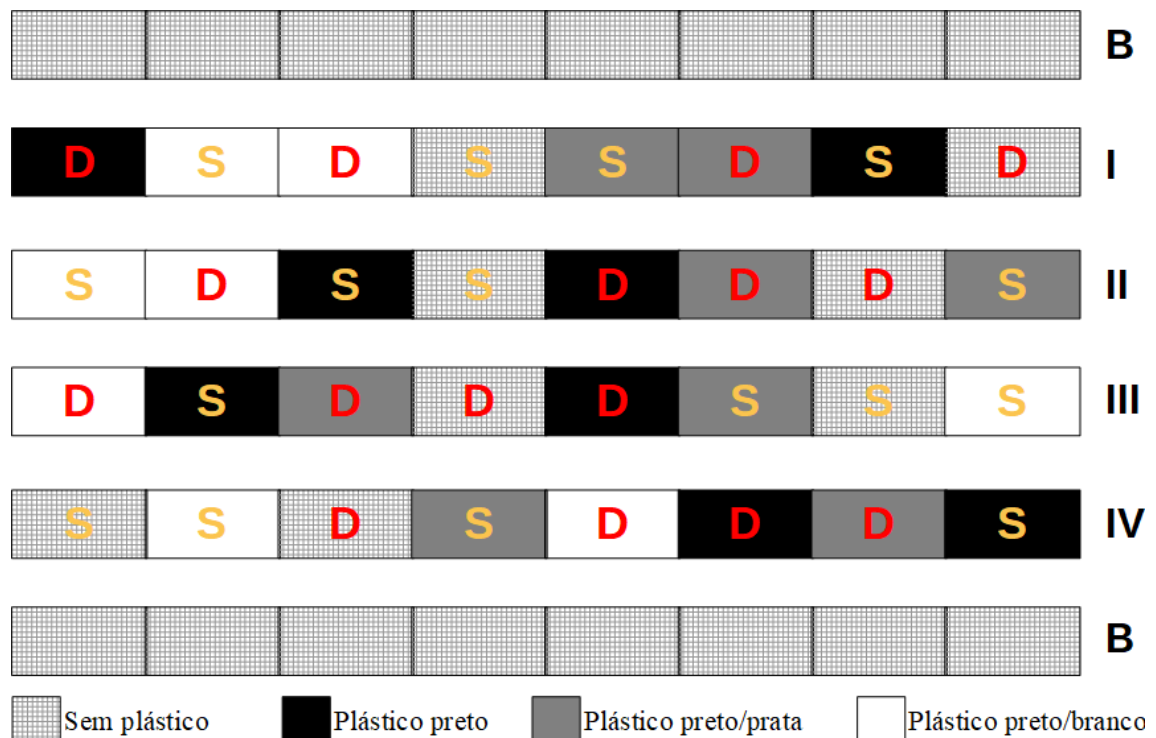 B
D S D S S D S D I
S D S S D D D S II
D S D D D S S S III
S S D S D D D S IV
B
Sem plástico Plástico preto Plástico preto/prata Plástico preto/branco